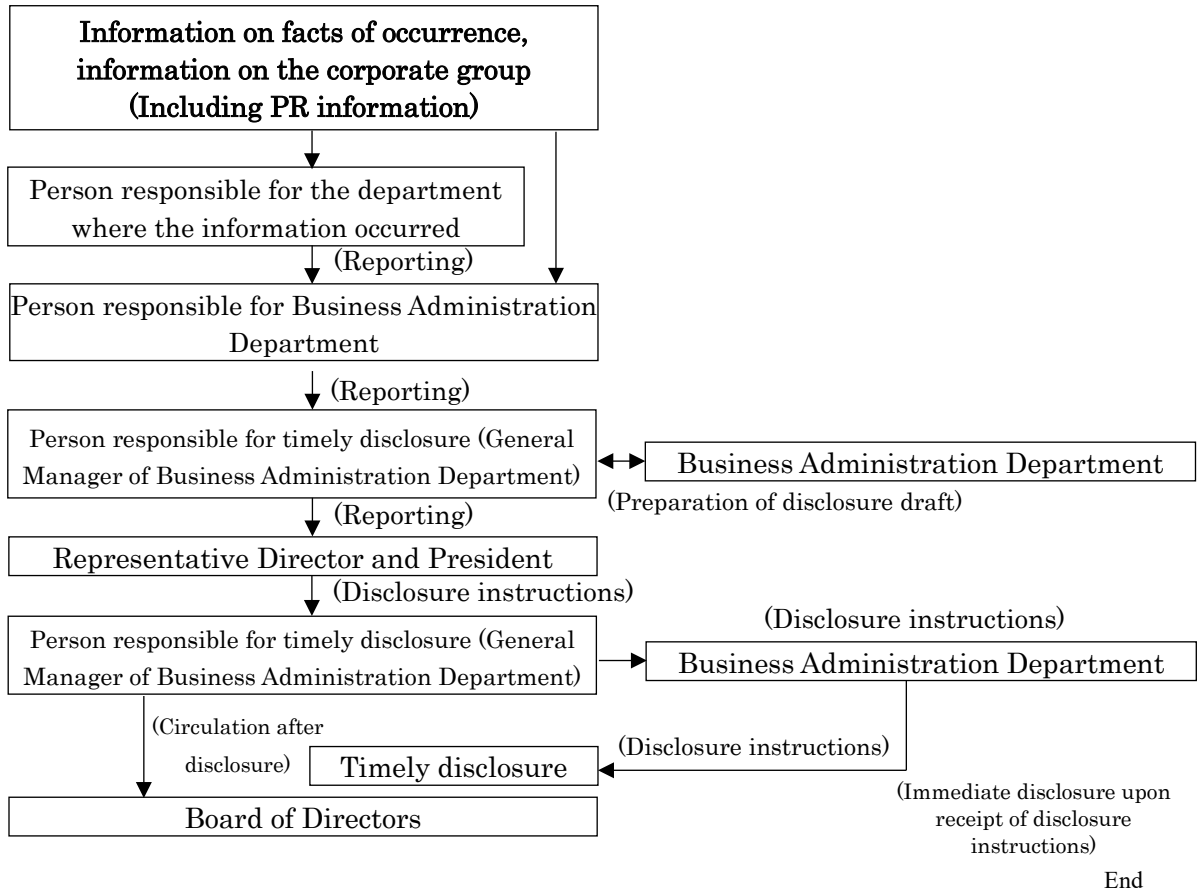 Information on facts of occurrence,
information on the corporate group
(Including PR information)
Person responsible for the department
where the information occurred
(Reporting)
Person responsible for Business Administration
Department
(Reporting)
Person responsible for timely disclosure (General
Manager of Business Administration Department)
Business Administration Department
(Preparation of disclosure draft)
(Reporting)
Representative Director and President
(Disclosure instructions)
Person responsible for timely disclosure (General
Manager of Business Administration Department)
(Disclosure instructions)
Business Administration Department
(Circulation after
disclosure)
(Disclosure instructions)
Timely disclosure
(Immediate disclosure upon
receipt of disclosure
instructions)
Board of Directors
End